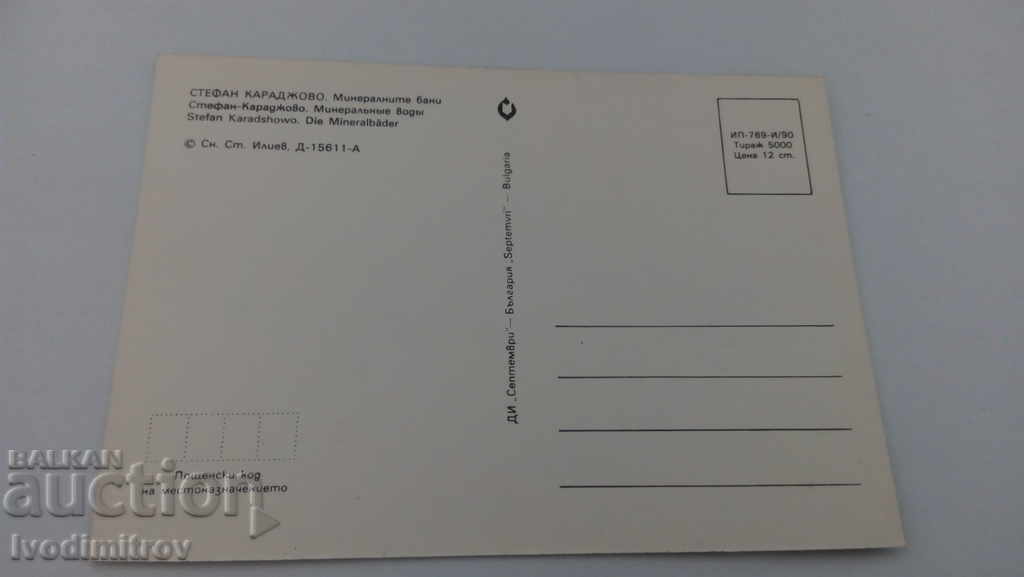 СТЕФАН КАРАДЖОВО. Минералните бани
Стефан-Караджово. Минеральные воды
Stefan Karadshowo. Die Mineralbäder
© Сн. Ст. Илиев, Д-15611-А
ИП-769-И/90
Тираж 5000
Цена 12 ст.
ДИ „Септември" — България „Septemvri" — Bulgaria
Пощенски код
на местоназначението
BALKAN
auction
Ivodimitrov